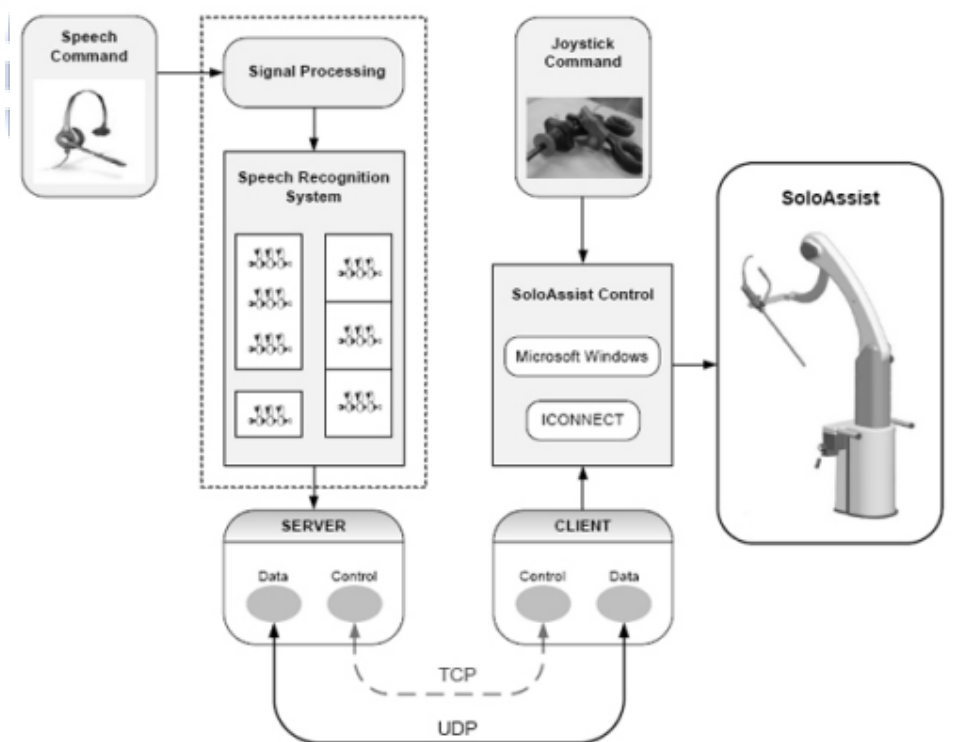 Speech
Command
Signal Processing
Speech Recognition
System
Joystick
Command
SoloAssist Control
Microsoft Windows
ICONNECT
SoloAssist
SERVER
Data
Control
CLIENT
Control
Data
TCP
UDP